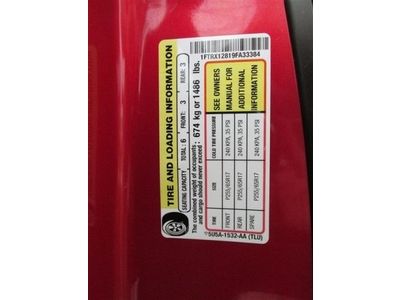 1FTRX12819FA33384
TIRE AND LOADING INFORMATION
SEATING CAPACITY TOTAL: 6 FRONT: 3 REAR: 3
The combined weight of occupants
and cargo should never exceed: 674 kg or 1486 lbs.
TIRE SIZE COLD TIRE PRESSURE
FRONT P255/65R17 240 KPA, 35 PSI
REAR P255/65R17 240 KPA, 35 PSI
SPARE P255/65R17 240 KPA, 35 PSI
SEE OWNERS
MANUAL FOR
ADDITIONAL
INFORMATION
5U5A-1532-AA (TLU)